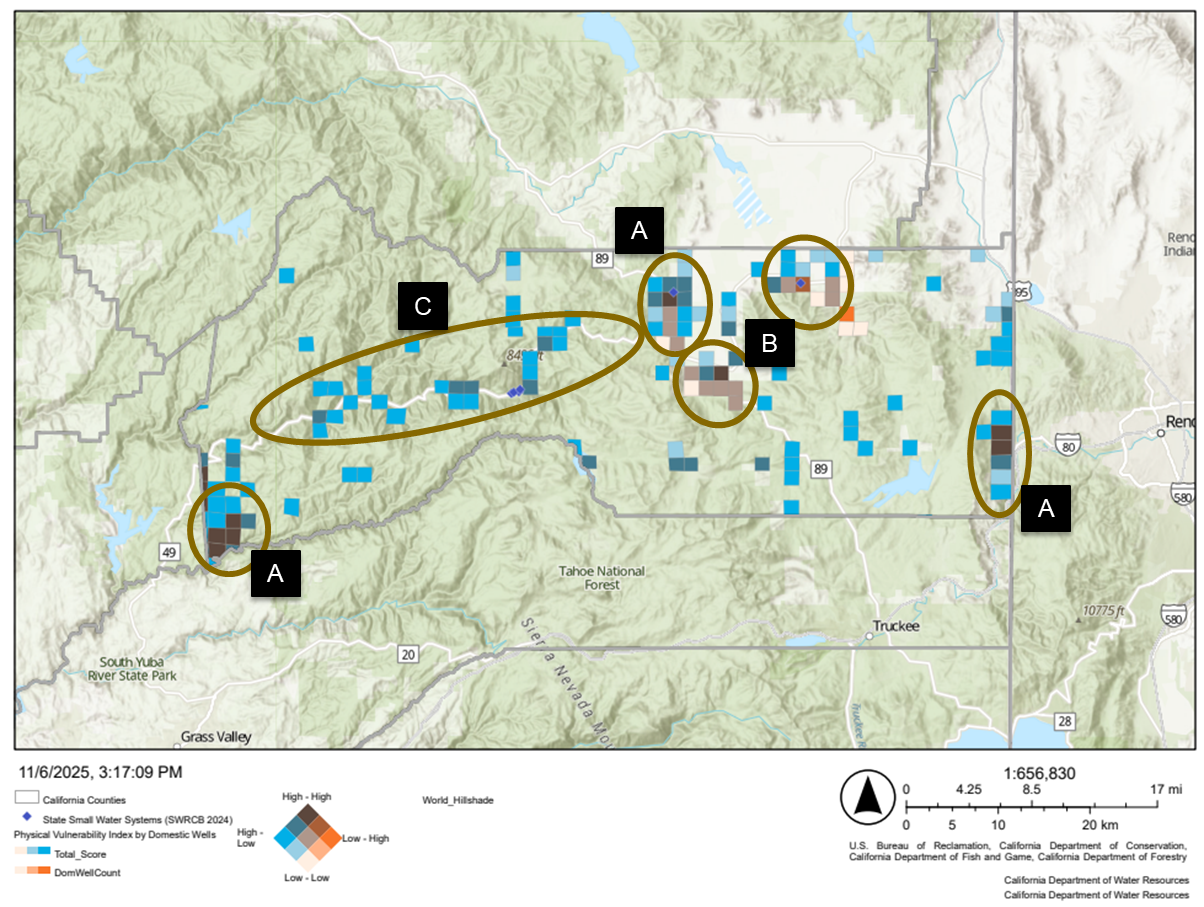 A
89
95
Reno
India
C
B
8455 ft
Reno
80
89
580
A
49
A
Tahoe National
Forest
10775 ft
580
Truckee
20
South Yuba
River State Park
Sierra Nevada Mou
Truckee R
28
Grass Valley
11/6/2025, 3:17:09 PM
California Counties
State Small Water Systems (SWRCB 2024)
Physical Vulnerability Index by Domestic Wells
Total_Score
DomWellCount
High - High
High -
Low
Low - High
Low - Low
World_Hillshade
1:656,830
0 4.25 8.5 17 mi
0 5 10 20 km
U.S. Bureau of Reclamation, California Department of Conservation,
California Department of Fish and Game, California Department of Forestry
California Department of Water Resources
California Department of Water Resources